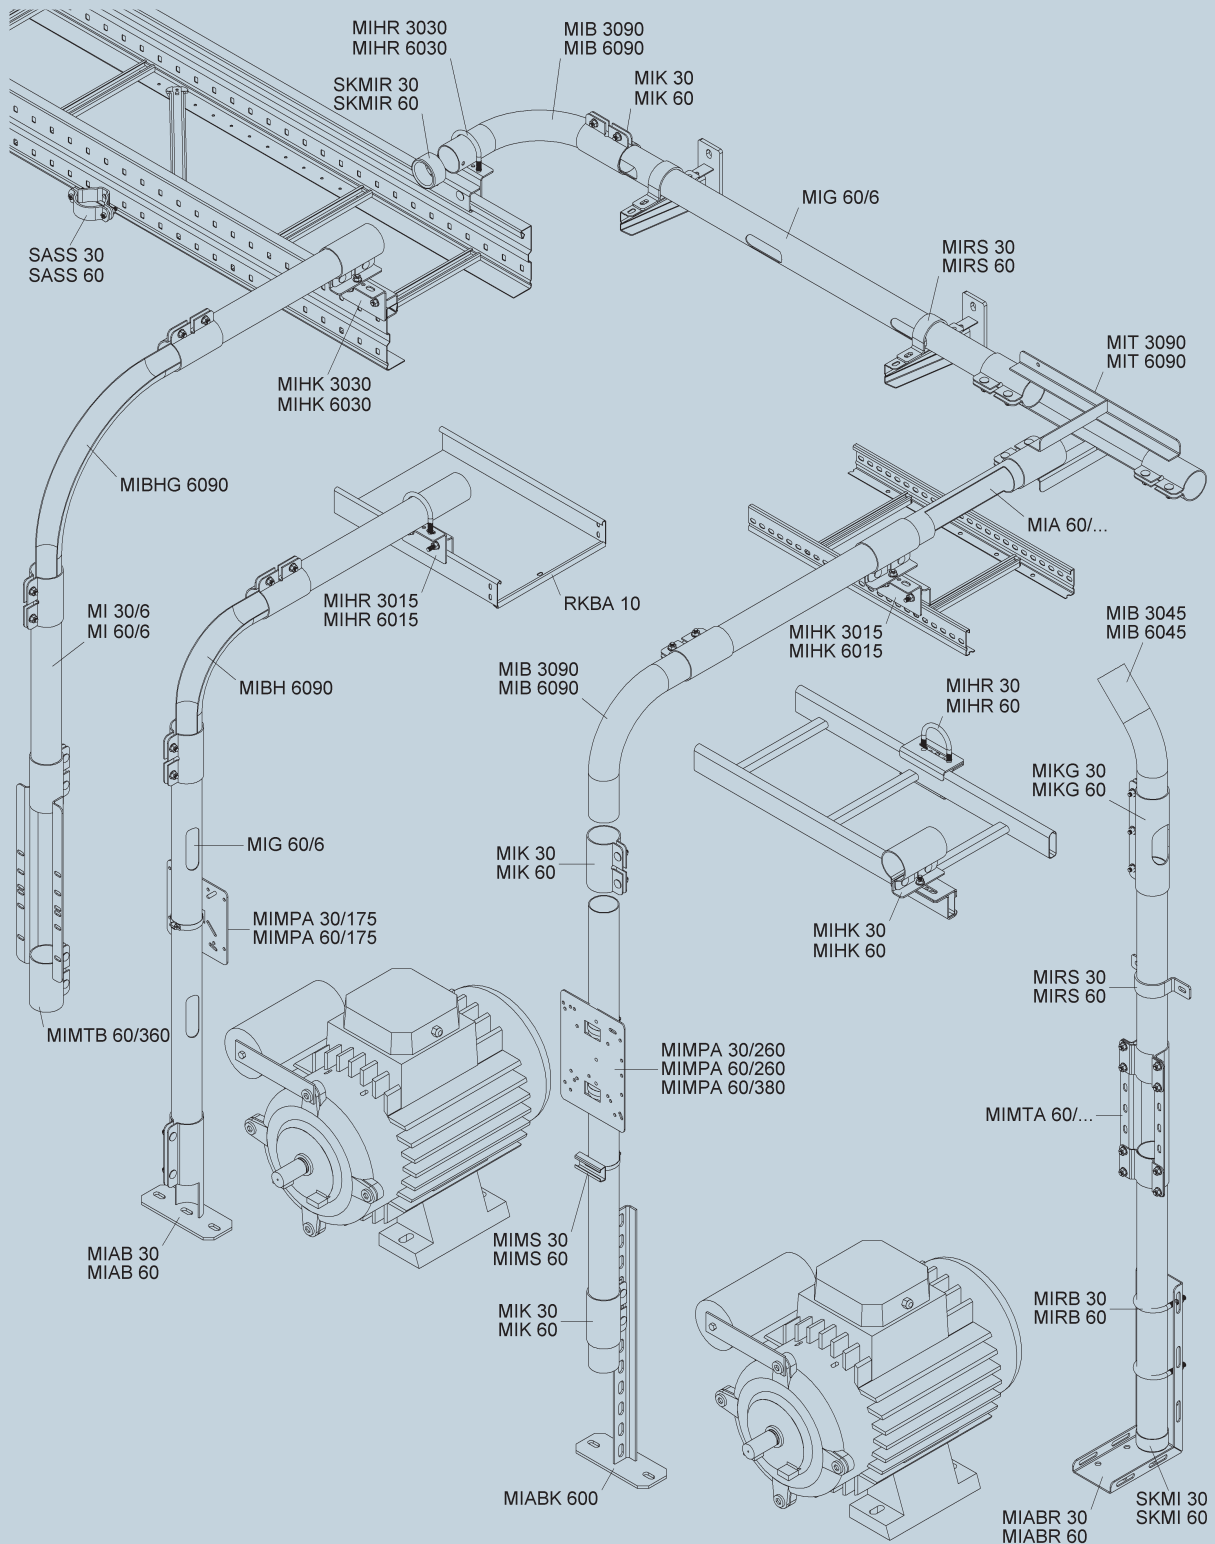 MIHR 3030
MIHR 6030
MIB 3090
MIB 6090
SKMIR 30
SKMIR 60
MIK 30
MIK 60
MIG 60/6
SASS 30
SASS 60
MIRS 30
MIRS 60
MIT 3090
MIT 6090
MIHK 3030
MIHK 6030
MIBHG 6090
MIA 60/...
MIHR 3015
MIHR 6015
RKBA 10
MI 30/6
MI 60/6
MIHK 3015
MIHK 6015
MIB 3045
MIB 6045
MIBH 6090
MIB 3090
MIB 6090
MIHR 30
MIHR 60
MIKG 30
MIKG 60
MIG 60/6
MIK 30
MIK 60
MIMPA 30/175
MIMPA 60/175
MIHK 30
MIHK 60
MIRS 30
MIRS 60
MIMTB 60/360
MIMPA 30/260
MIMPA 60/260
MIMPA 60/380
MIMTA 60/...
MIAB 30
MIAB 60
MIMS 30
MIMS 60
MIK 30
MIK 60
MIRB 30
MIRB 60
MIABK 600
SKMI 30
SKMI 60
MIABR 30
MIABR 60